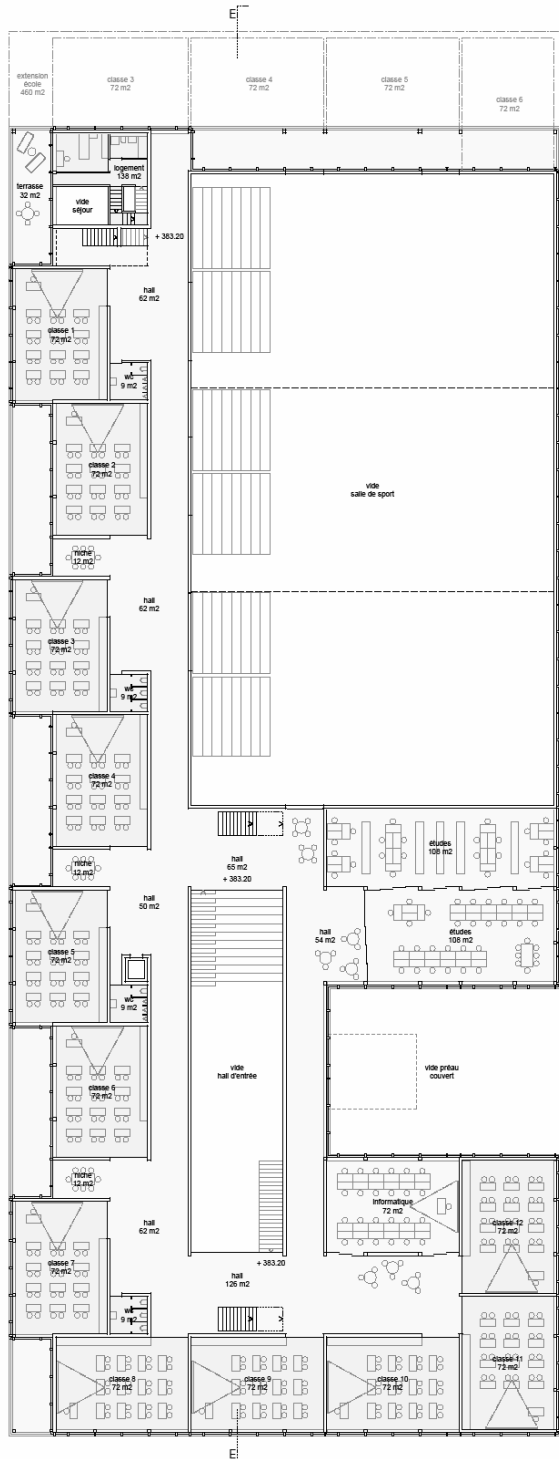 E
extension
école
460 m2
classe 3
72 m2
classe 4
72 m2
classe 5
72 m2
classe 6
72 m2
logement
138 m2
terrasse
32 m2
vide
séjour
+ 383.20
hall
62 m2
classe 1
72 m2
wc
9 m2
classe 2
72 m2
vide
salle de sport
niche
12 m2
hall
62 m2
classe 3
72 m2
wc
9 m2
classe 4
72 m2
études
108 m2
hall
65 m2
+ 383.20
niche
12 m2
hall
50 m2
hall
54 m2
études
108 m2
classe 5
72 m2
wc
9 m2
vide
hall d'entrée
vide préau
couvert
classe 6
72 m2
niche
12 m2
informatique
72 m2
classe 12
72 m2
hall
62 m2
classe 7
72 m2
+ 383.20
hall
126 m2
wc
9 m2
classe 8
72 m2
classe 9
72 m2
classe 10
72 m2
classe 11
72 m2
E